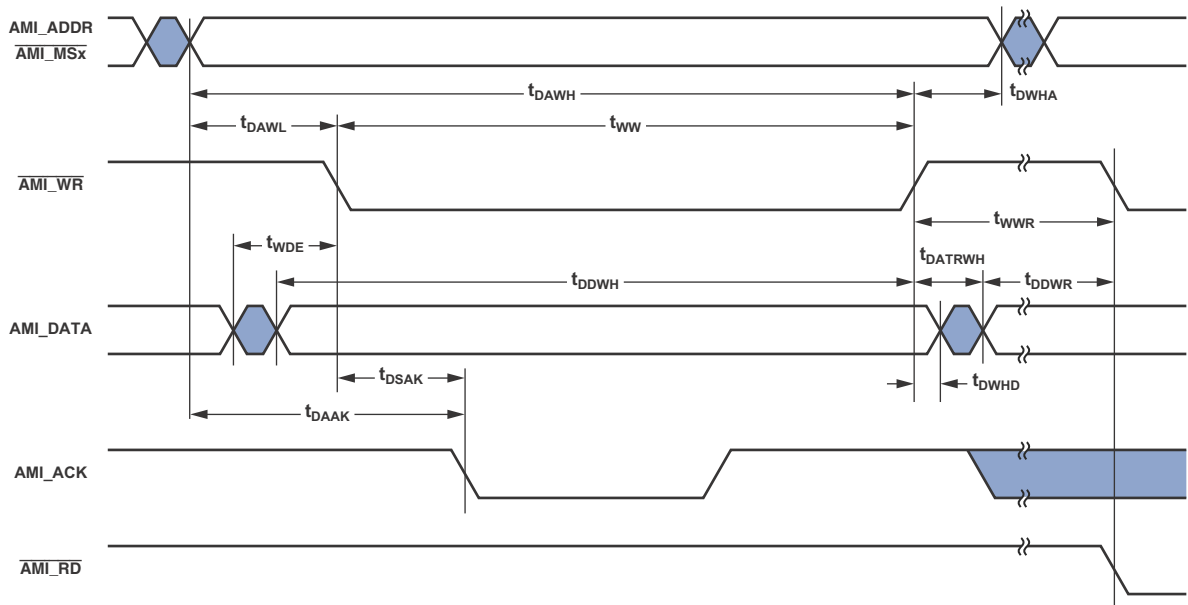 AMI_ADDR
AMI_MSx
tDAWH
tDWHA
tDAWL
tWW
AMI_WR
tWWR
tWDE
tDATRWH
tDDWH
tDDWR
AMI_DATA
tDSAK
tDWHD
tDAAK
AMI_ACK
AMI_RD